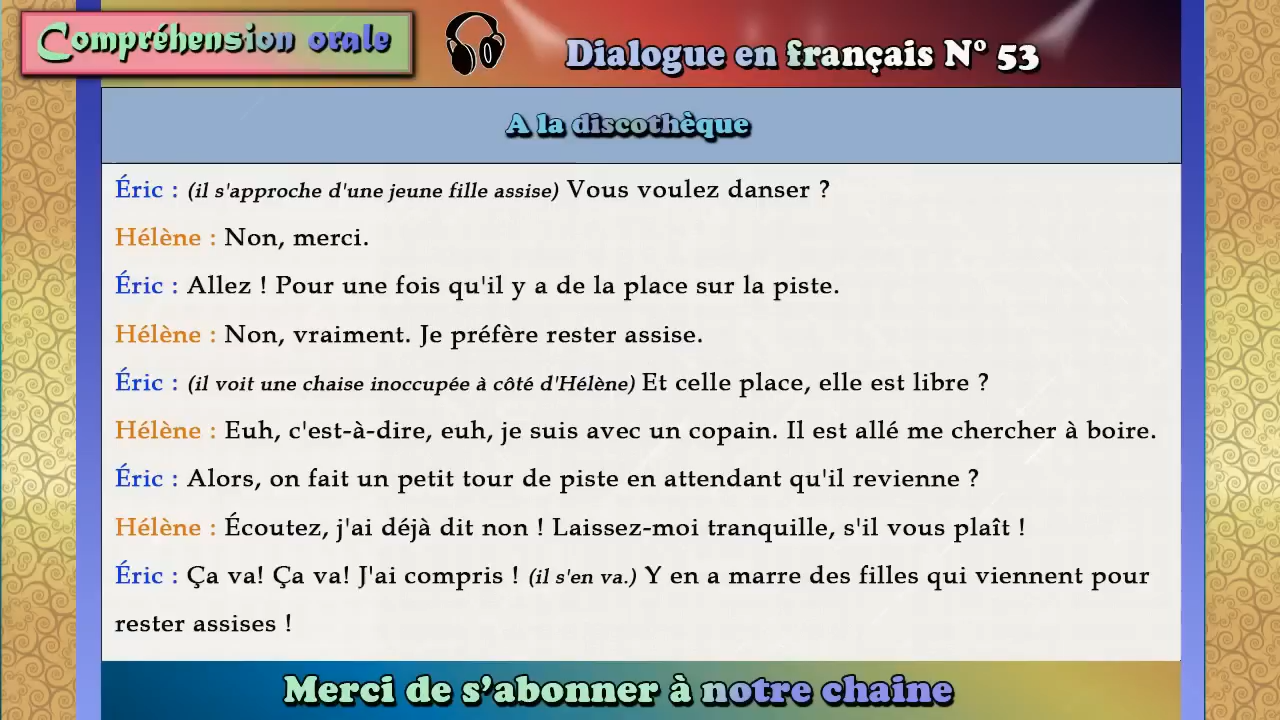 Compréhension orale
Dialogue en français N° 53
A la discothèque
Éric : (il s'approche d'une jeune fille assise) Vous voulez danser ?
Hélène : Non, merci.
Éric : Allez ! Pour une fois qu'il y a de la place sur la piste.
Hélène : Non, vraiment. Je préfère rester assise.
Éric : (il voit une chaise inoccupée à côté d'Hélène) Et celle place, elle est libre ?
Hélène : Euh, c'est-à-dire, euh, je suis avec un copain. Il est allé me chercher à boire.
Éric : Alors, on fait un petit tour de piste en attendant qu'il revienne ?
Hélène : Écoutez, j'ai déjà dit non ! Laissez-moi tranquille, s'il vous plaît !
Éric : Ça va! Ça va! J'ai compris ! (il s'en va.) Y en a marre des filles qui viennent pour
rester assises !
Merci de s’abonner à notre chaine